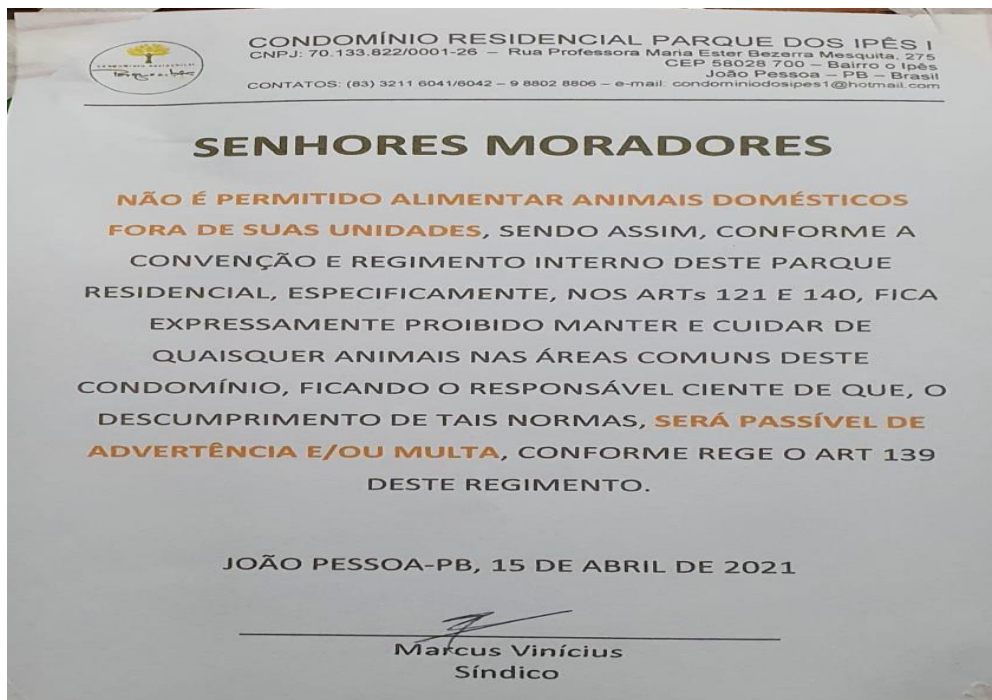 CONDOMÍNIO RESIDENCIAL PARQUE DOS IPÊS I
CNPJ: 70.133.822/0001-26 – Rua Professora Maria Ester Bezerra Mesquita, 275
CEP 58028 700 – Bairro o Ipês
João Pessoa – PB – Brasil
CONTATOS: (83) 3211 6041/6042 – 9 8802 8806 – e-mail: condominiodosipes1@hotmail.com
CONDOMÍNIO RESIDENCIAL
SENHORES MORADORES
NÃO É PERMITIDO ALIMENTAR ANIMAIS DOMÉSTICOS
FORA DE SUAS UNIDADES, SENDO ASSIM, CONFORME A
CONVENÇÃO E REGIMENTO INTERNO DESTE PARQUE
RESIDENCIAL, ESPECIFICAMENTE, NOS ARTs 121 E 140, FICA
EXPRESSAMENTE PROIBIDO MANTER E CUIDAR DE
QUAISQUER ANIMAIS NAS ÁREAS COMUNS DESTE
CONDOMÍNIO, FICANDO O RESPONSÁVEL CIENTE DE QUE, O
DESCUMPRIMENTO DE TAIS NORMAS, SERÁ PASSÍVEL DE
ADVERTÊNCIA E/OU MULTA, CONFORME REGE O ART 139
DESTE REGIMENTO.
JOÃO PESSOA-PB, 15 DE ABRIL DE 2021
Marcus Vinícius
Síndico